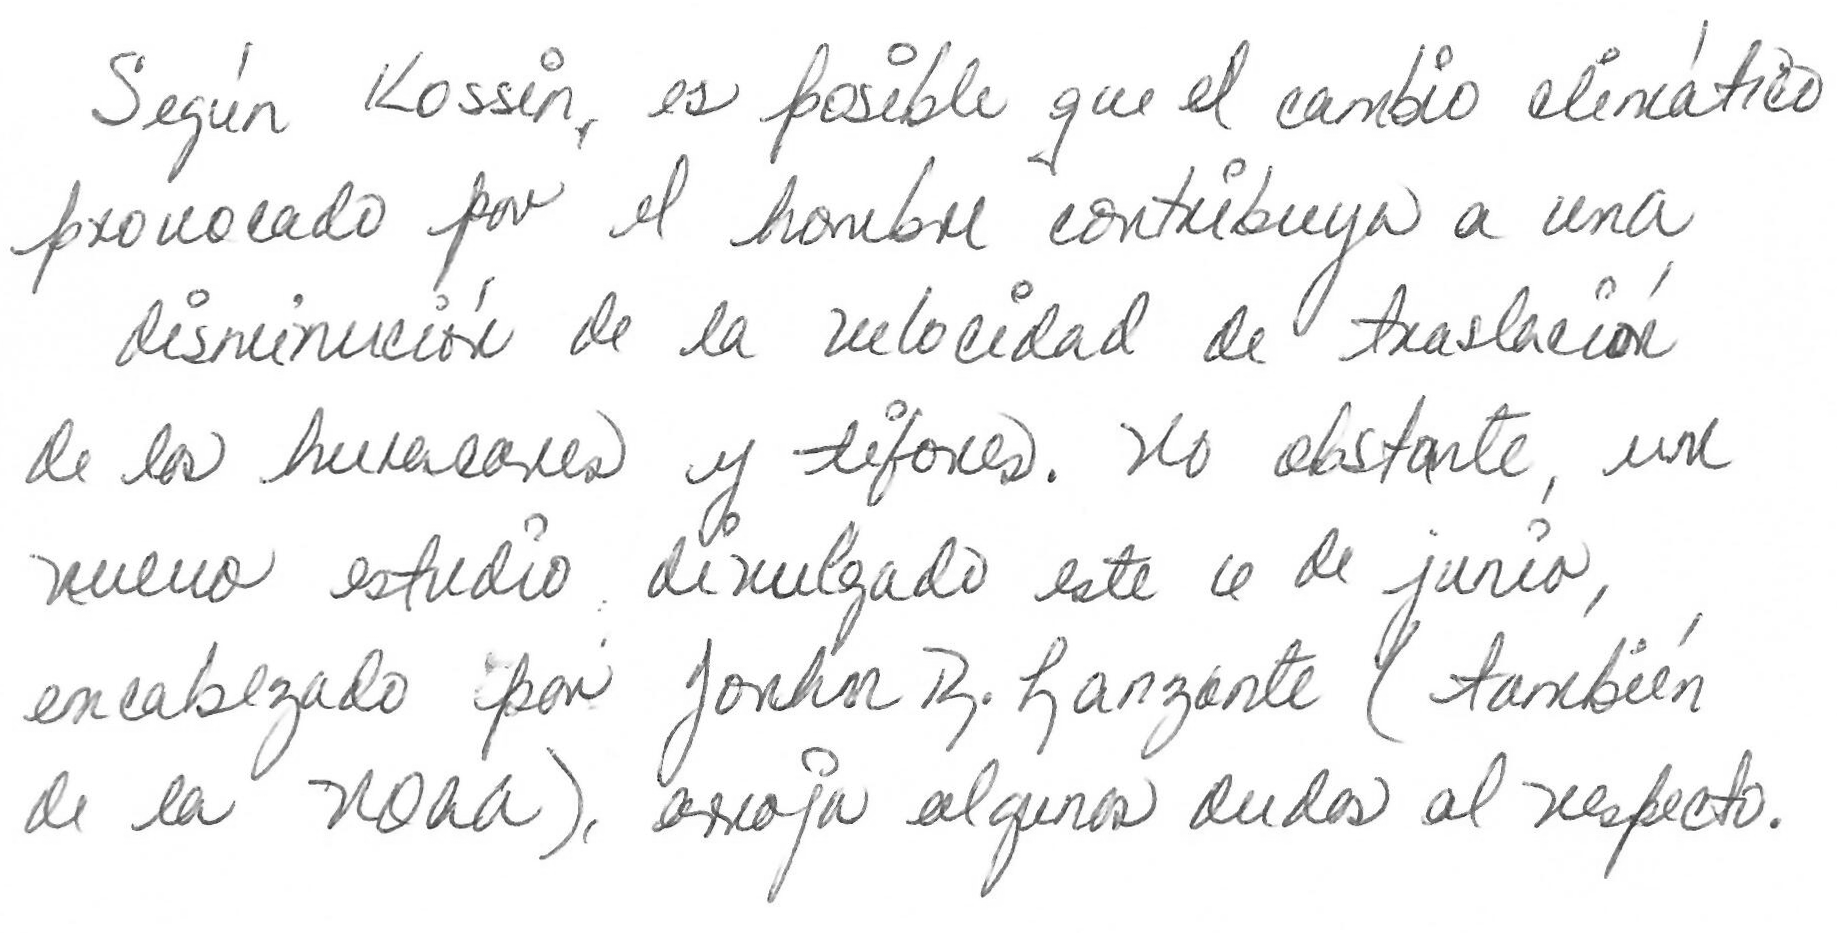 Según Kossin, es posible que el cambio climático
provocado por el hombre contribuya a una
disminución de la velocidad de traslación
de los huracanes y tifones. No obstante, un
nuevo estudio divulgado este 6 de junio,
encabezado por R. Lanzante (también
de la NOAA), arroja algunas dudas al respecto.